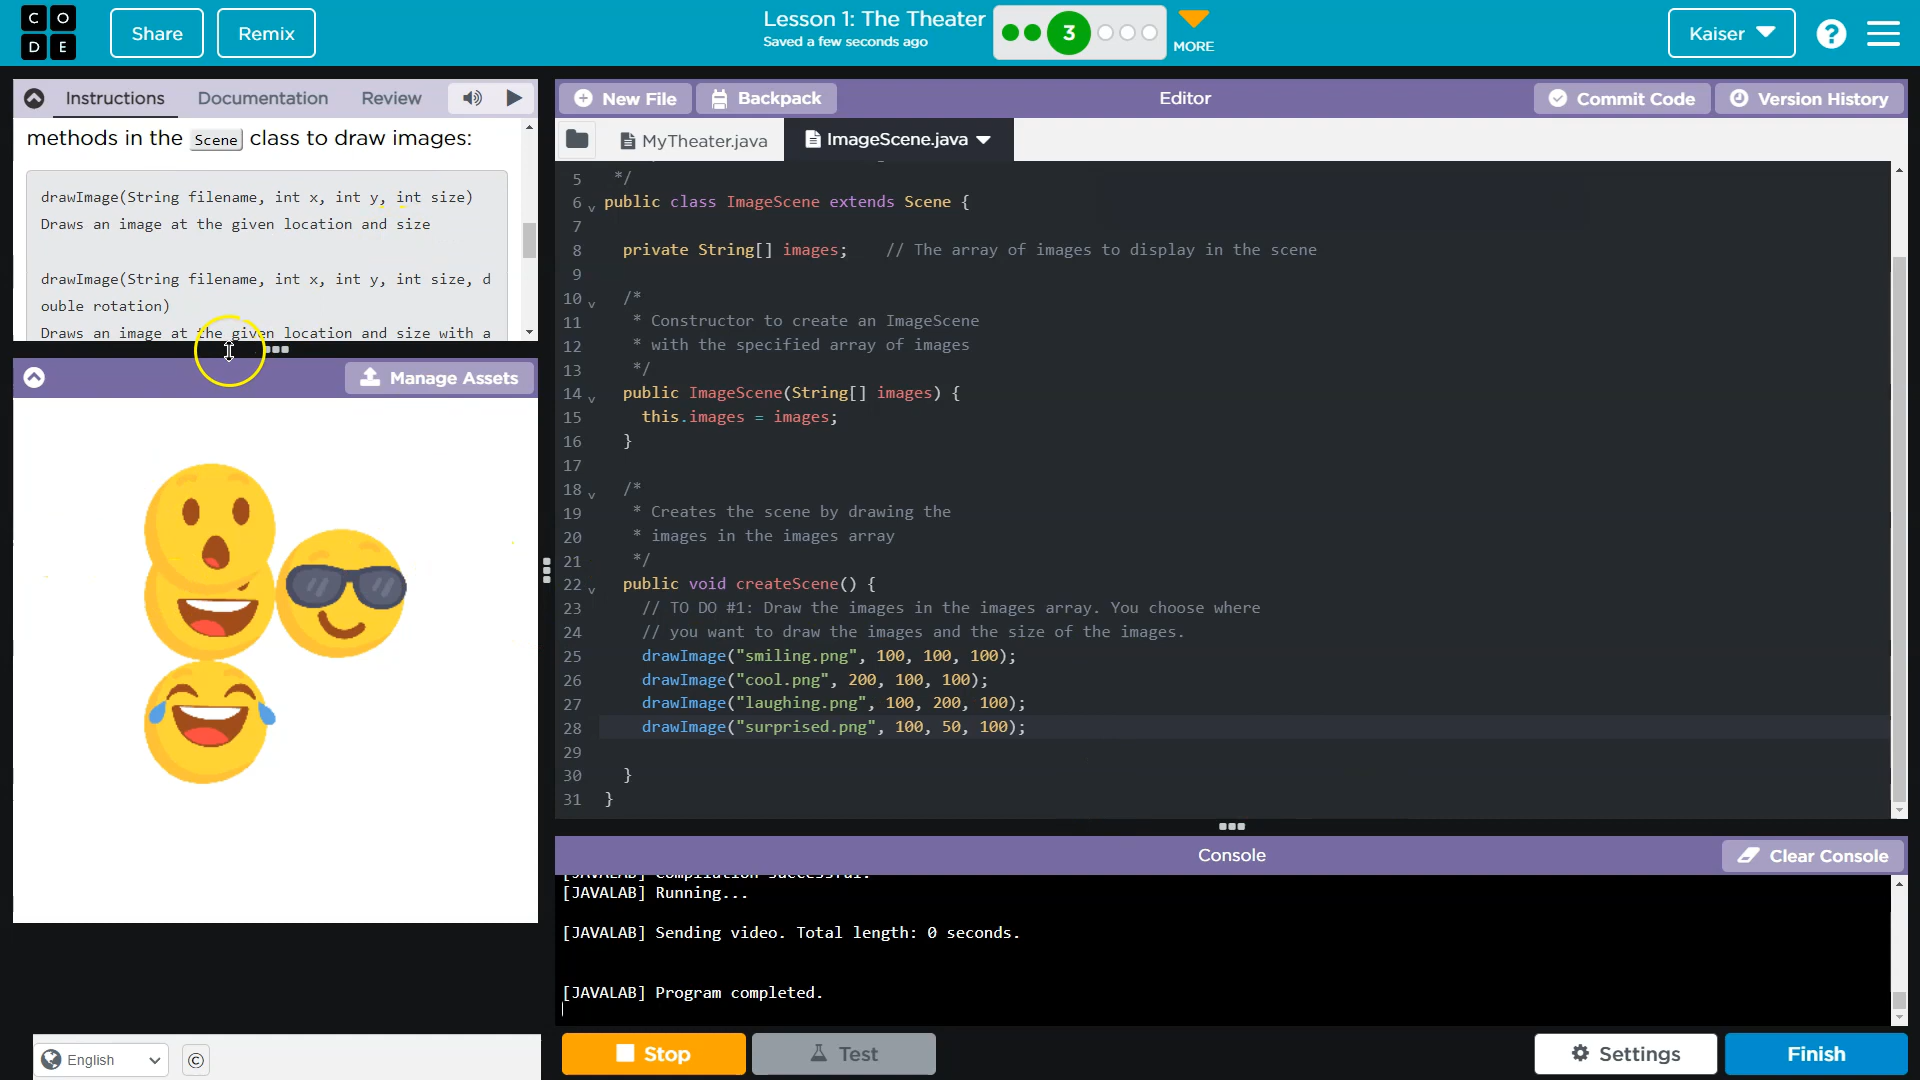 C O
D E
Share
Remix
Lesson 1: The Theater
Saved a few seconds ago
3
MORE
Kaiser
?
Instructions
Documentation
Review
methods in the Scene class to draw images:
drawImage(String filename, int x, int y, int size)
Draws an image at the given location and size
drawImage(String filename, int x, int y, int size, d
ouble rotation)
Draws an image at the given location and size with a
Manage Assets
New File
Backpack
Editor
Commit Code
Version History
MyTheater.java
ImageScene.java
5 */
6 public class ImageScene extends Scene {
7
8 private String[] images; // The array of images to display in the scene
9
10 /*
11 * Constructor to create an ImageScene
12 * with the specified array of images
13 */
14 public ImageScene(String[] images) {
15 this.images = images;
16 }
17
18 /*
19 * Creates the scene by drawing the
20 * images in the images array
21 */
22 public void createScene() {
23 // TO DO #1: Draw the images in the images array. You choose where
24 // you want to draw the images and the size of the images.
25 drawImage("smiling.png", 100, 100, 100);
26 drawImage("cool.png", 200, 100, 100);
27 drawImage("laughing.png", 100, 200, 100);
28 drawImage("surprised.png", 100, 50, 100);
29
30 }
31 }
Console
Clear Console
[JAVALAB] Compilation successful.
[JAVALAB] Running...
[JAVALAB] Sending video. Total length: 0 seconds.
[JAVALAB] Program completed.
English
©
Stop
Test
Settings
Finish